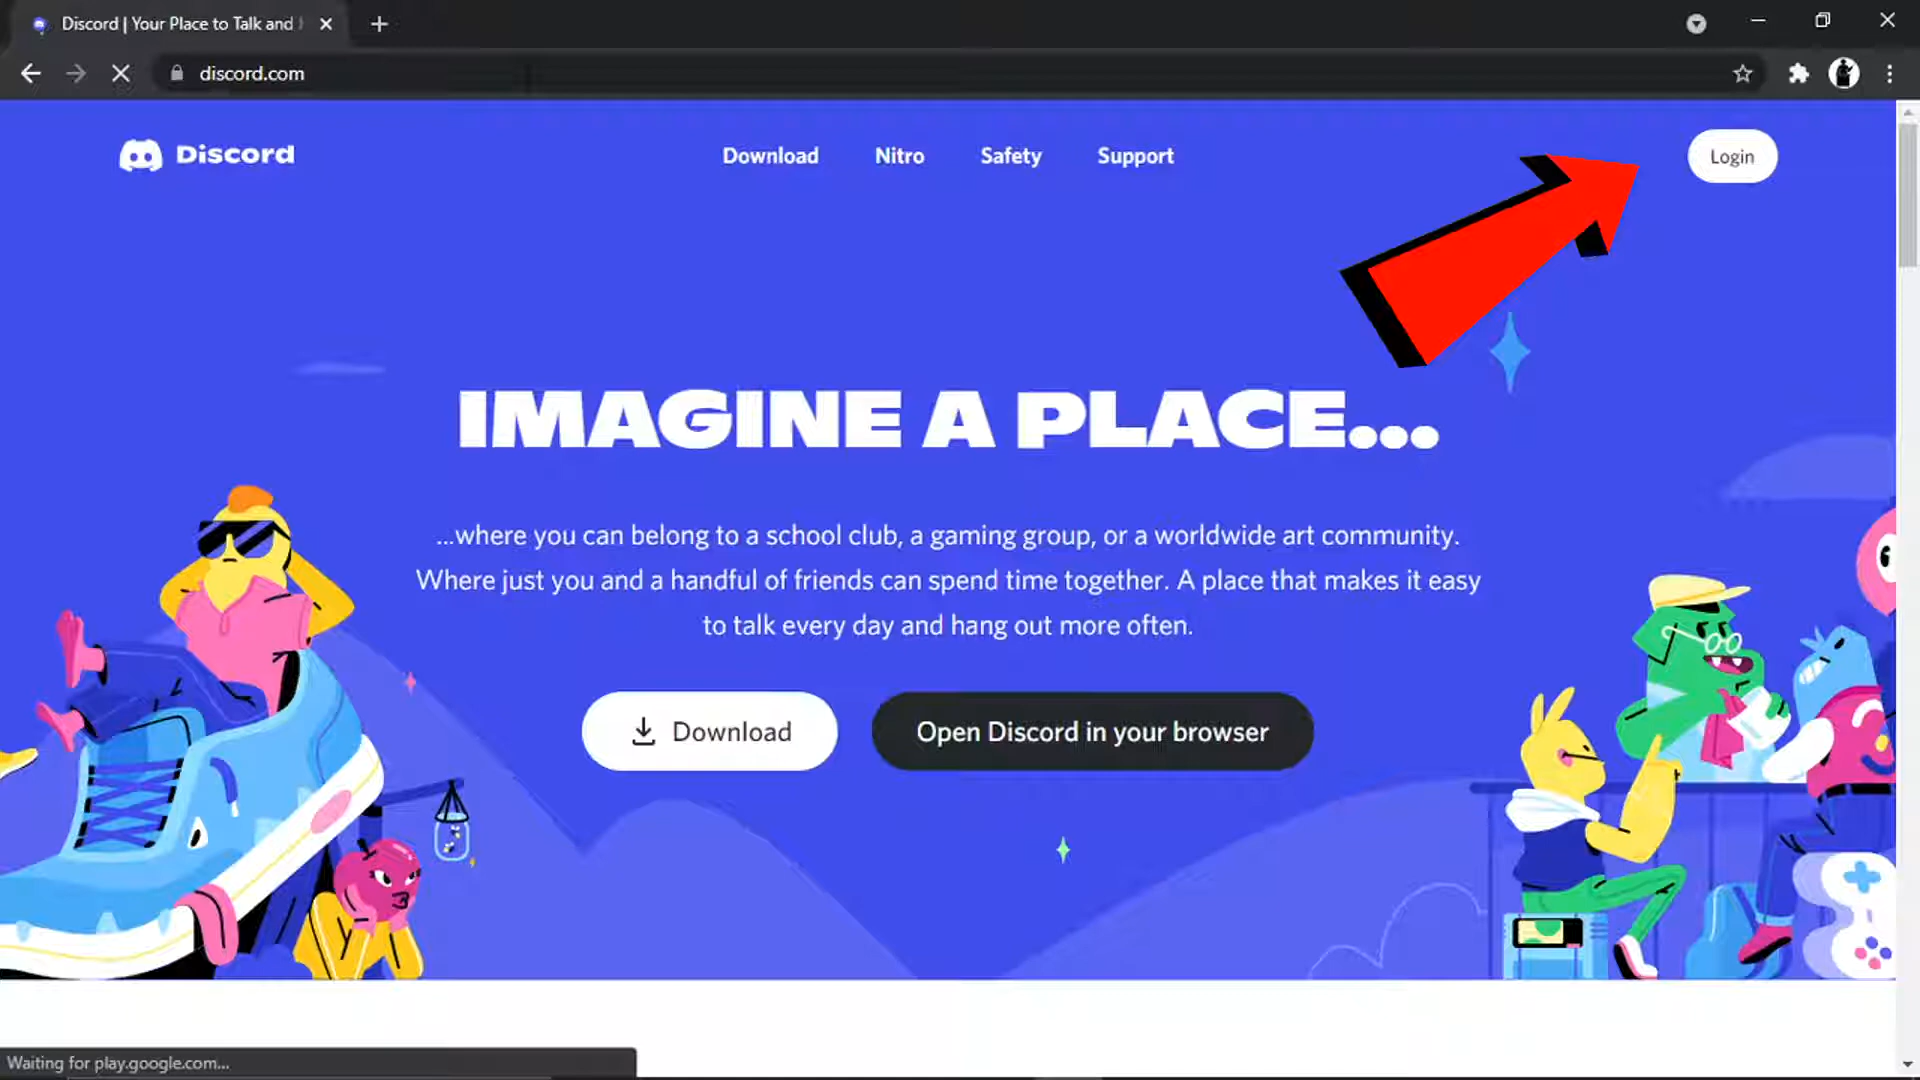 Discord | Your Place to Talk and
discord.com
Discord
Download
Nitro
Safety
Support
Login
IMAGINE A PLACE...
...where you can belong to a school club, a gaming group, or a worldwide art community.
Where just you and a handful of friends can spend time together. A place that makes it easy
to talk every day and hang out more often.
Download
Open Discord in your browser
Waiting for play.google.com...